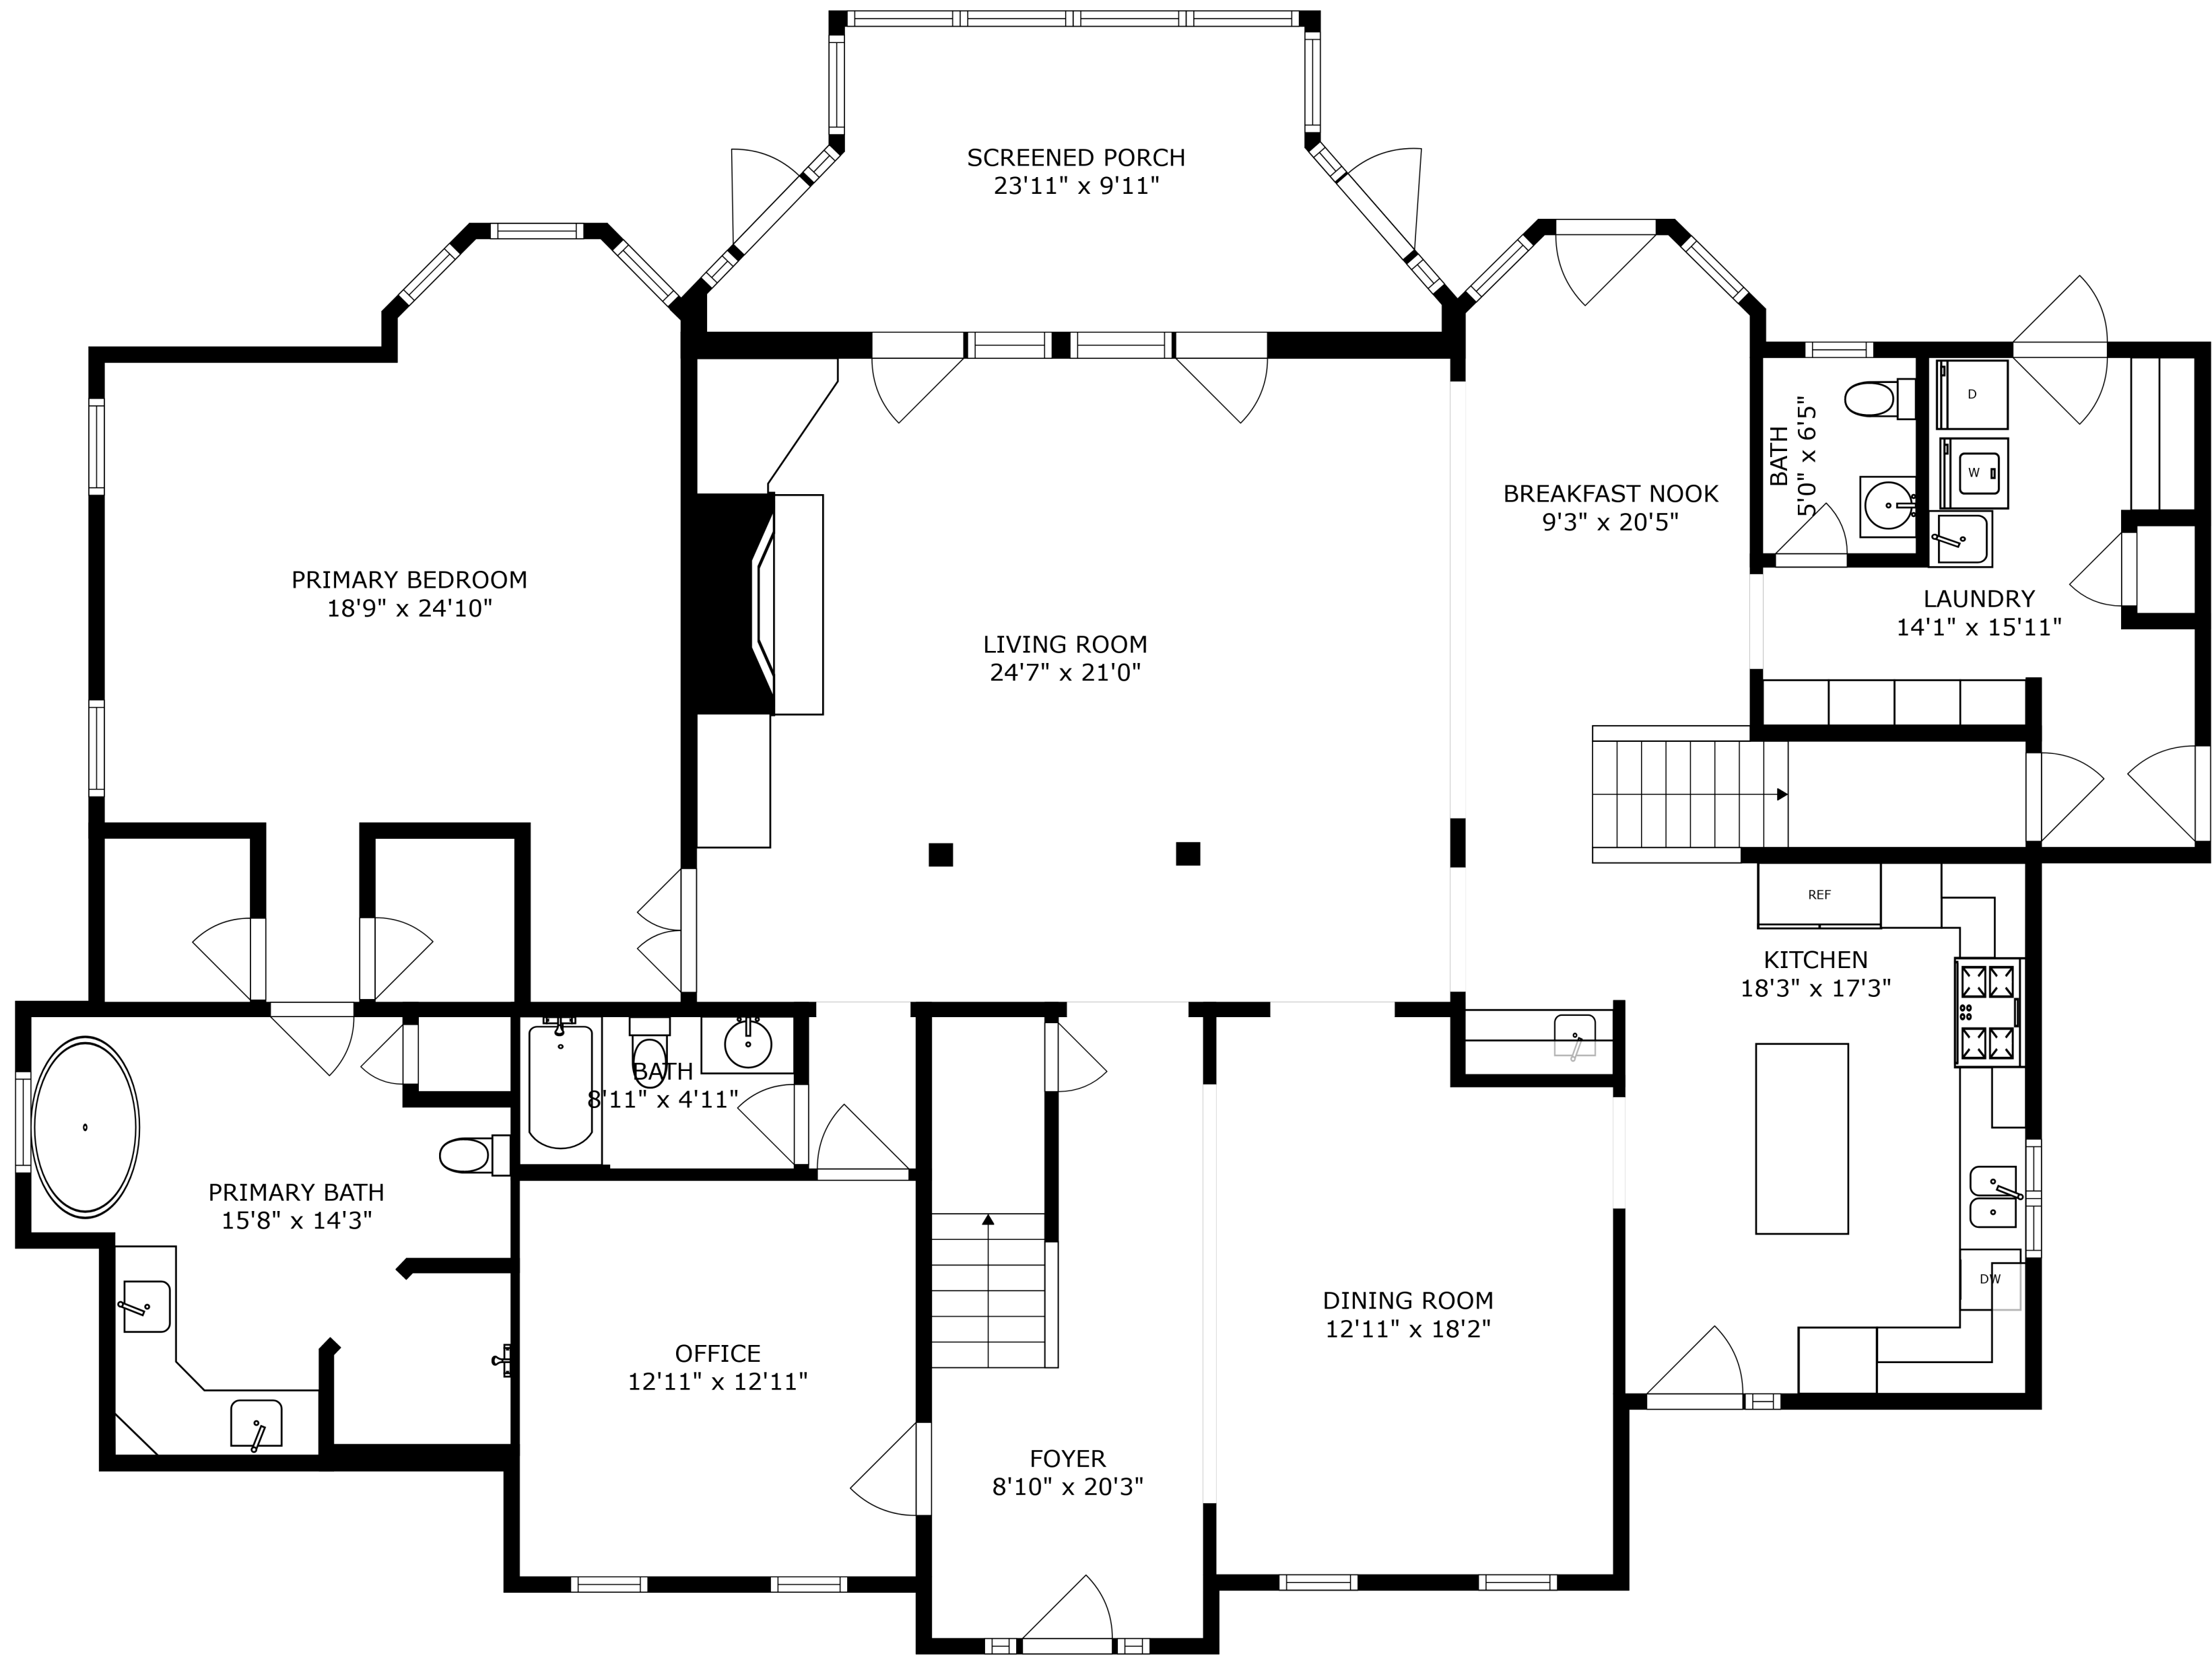 SCREENED PORCH
23'11" x 9'11"
PRIMARY BEDROOM
18'9" x 24'10"
LIVING ROOM
24'7" x 21'0"
BREAKFAST NOOK
9'3" x 20'5"
BATH
5'0" x 6'5"
D
W
LAUNDRY
14'1" x 15'11"
REF
KITCHEN
18'3" x 17'3"
DW
BATH
8'11" x 4'11"
PRIMARY BATH
15'8" x 14'3"
OFFICE
12'11" x 12'11"
FOYER
8'10" x 20'3"
DINING ROOM
12'11" x 18'2"